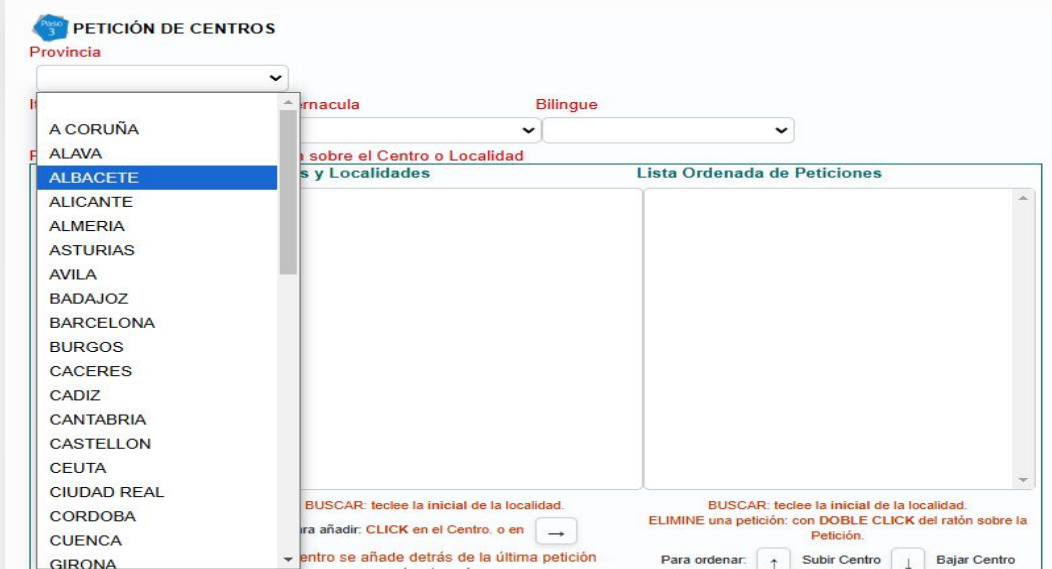 Paso 3 PETICIÓN DE CENTROS
Provincia
Bilingue
sobre el Centro o Localidad
y Localidades
Lista Ordenada de Peticiones
A CORUÑA
ALAVA
ALBACETE
ALICANTE
ALMERIA
ASTURIAS
AVILA
BADAJOZ
BARCELONA
BURGOS
CACERES
CADIZ
CANTABRIA
CASTELLON
CEUTA
CIUDAD REAL
CORDOBA
CUENCA
GIRONA
BUSCAR: teclee la inicial de la localidad.
añadir: CLICK en el Centro. o en →
se añade detrás de la última petición
BUSCAR: teclee la inicial de la localidad.
ELIMINE una petición: con DOBLE CLICK del ratón sobre la
Petición.
Para ordenar: ↑ Subir Centro ↓ Bajar Centro